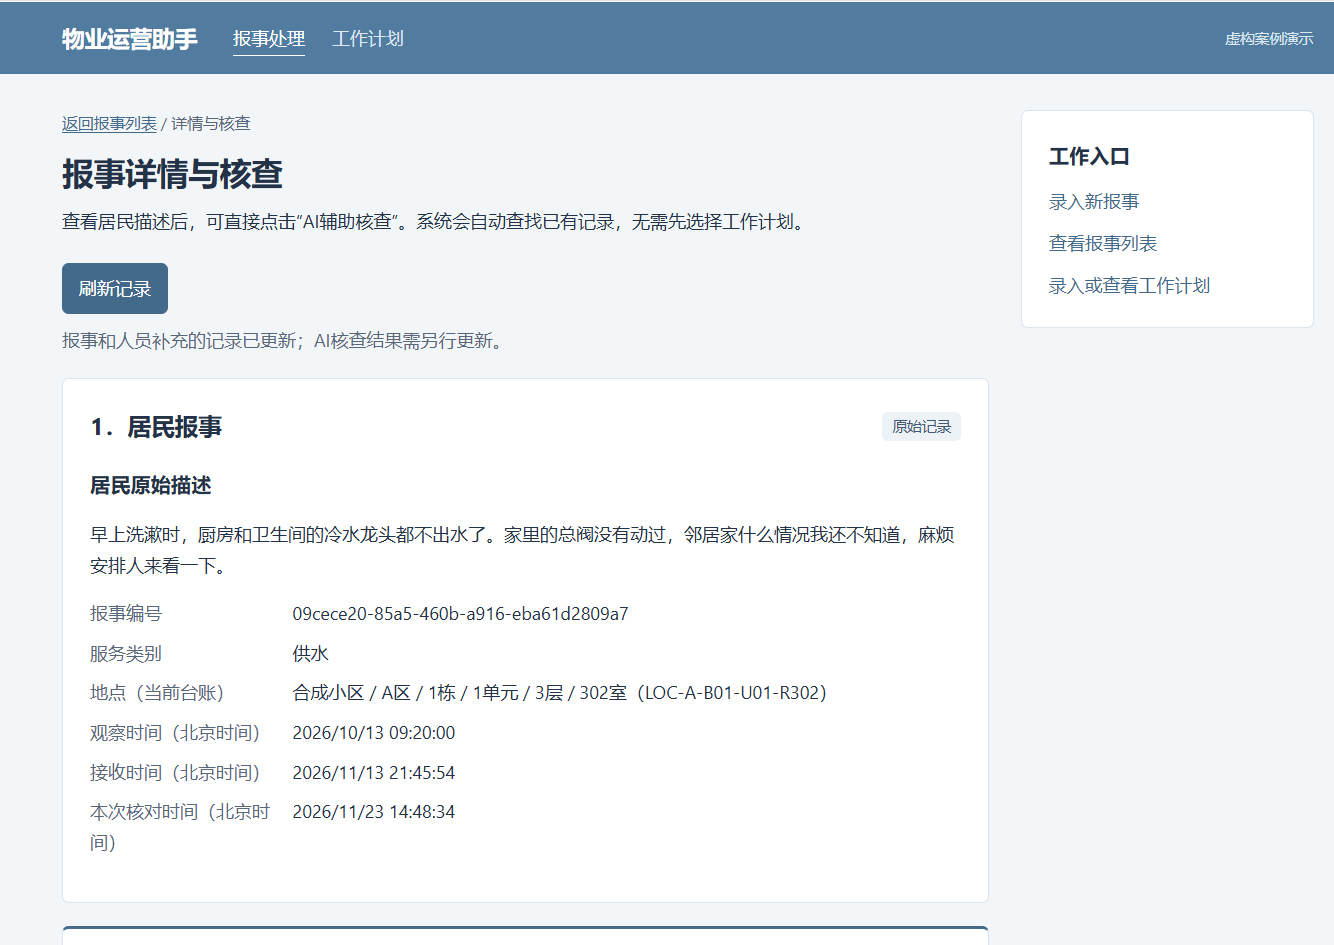 物业运营助手
报事处理
工作计划
虚构案例演示
返回报事列表 / 详情与核查
报事详情与核查
查看居民描述后，可直接点击“AI辅助核查”。系统会自动查找已有记录，无需先选择工作计划。
刷新记录
报事和人员补充的记录已更新；AI核查结果需另行更新。
1．居民报事
原始记录
居民原始描述
早上洗漱时，厨房和卫生间的冷水龙头都不出水了。家里的总阀没有动过，邻居家什么情况我还不知道，麻烦
安排人来看一下。
报事编号 09cece20-85a5-460b-a916-eba61d2809a7
服务类别 供水
地点（当前台账） 合成小区 / A区 / 1栋 / 1单元 / 3层 / 302室（LOC-A-B01-U01-R302）
观察时间（北京时间） 2026/10/13 09:20:00
接收时间（北京时间） 2026/11/13 21:45:54
本次核对时间（北京时 2026/11/23 14:48:34
间）
工作入口
录入新报事
查看报事列表
录入或查看工作计划